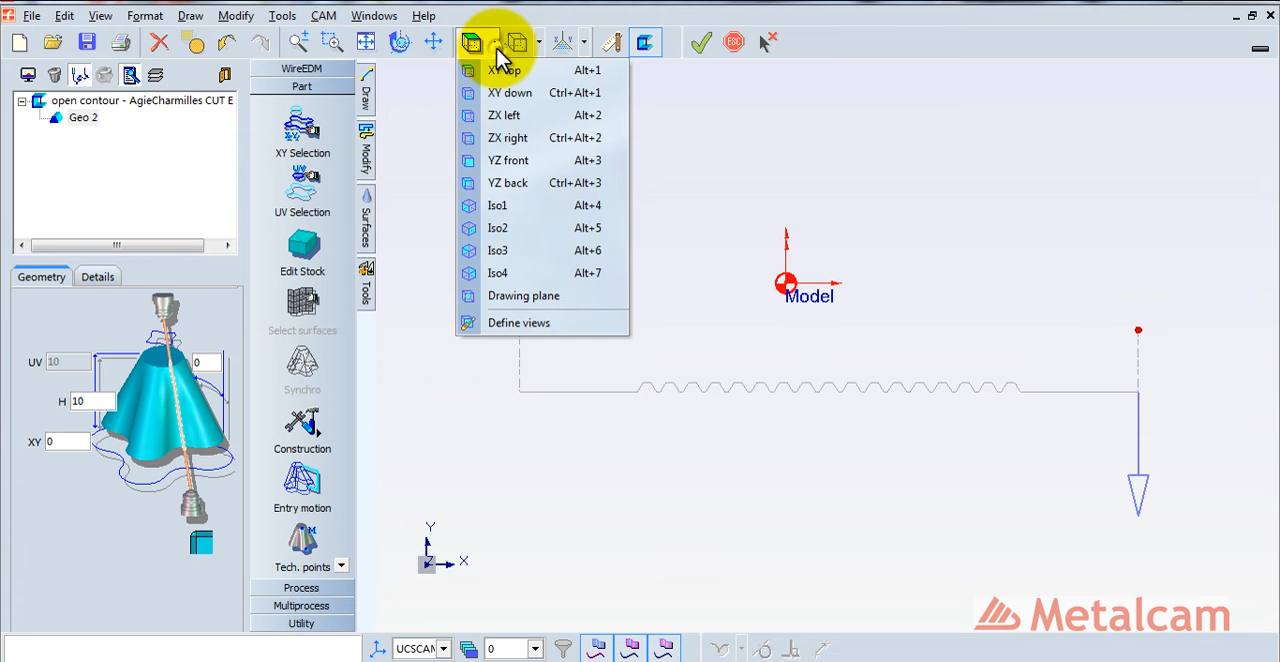 File Edit View Format Draw Modify Tools CAM Windows Help
ESC
WireEDM
Part
XY Selection
UV Selection
Edit Stock
Select surfaces
Synchro
Construction
Entry motion
Tech. points
Process
Multiprocess
Utility
Draw
Modify
Surfaces
Tools
open contour - AgieCharmilles CUT E
Geo 2
Geometry Details
UV 10
0
H 10
XY 0
XY top Alt+1
XY down Ctrl+Alt+1
ZX left Alt+2
ZX right Ctrl+Alt+2
YZ front Alt+3
YZ back Ctrl+Alt+3
Iso1 Alt+4
Iso2 Alt+5
Iso3 Alt+6
Iso4 Alt+7
Drawing plane
Define views
Model
Y
X
Metalcam
UCSCAN
0